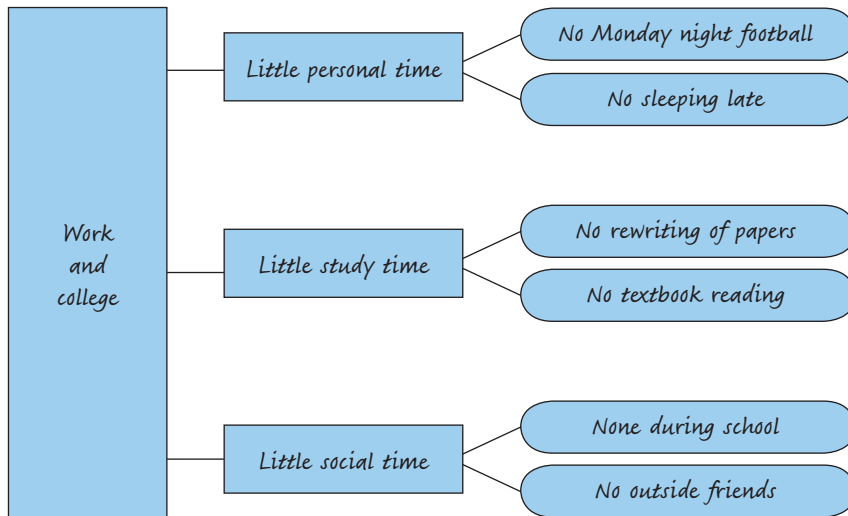 Work
and
college
Little personal time
No Monday night football
No sleeping late
Little study time
No rewriting of papers
No textbook reading
Little social time
None during school
No outside friends